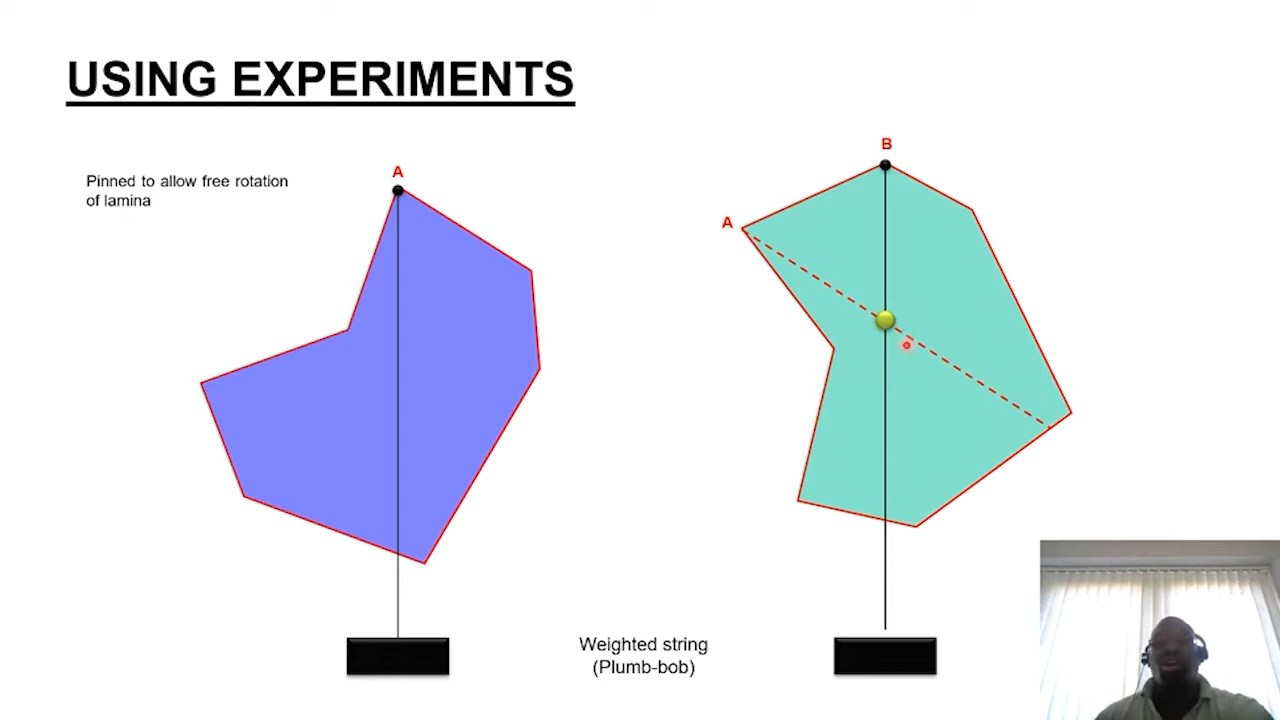 USING EXPERIMENTS
Pinned to allow free rotation
of lamina
A
B
A
Weighted string
(Plumb-bob)